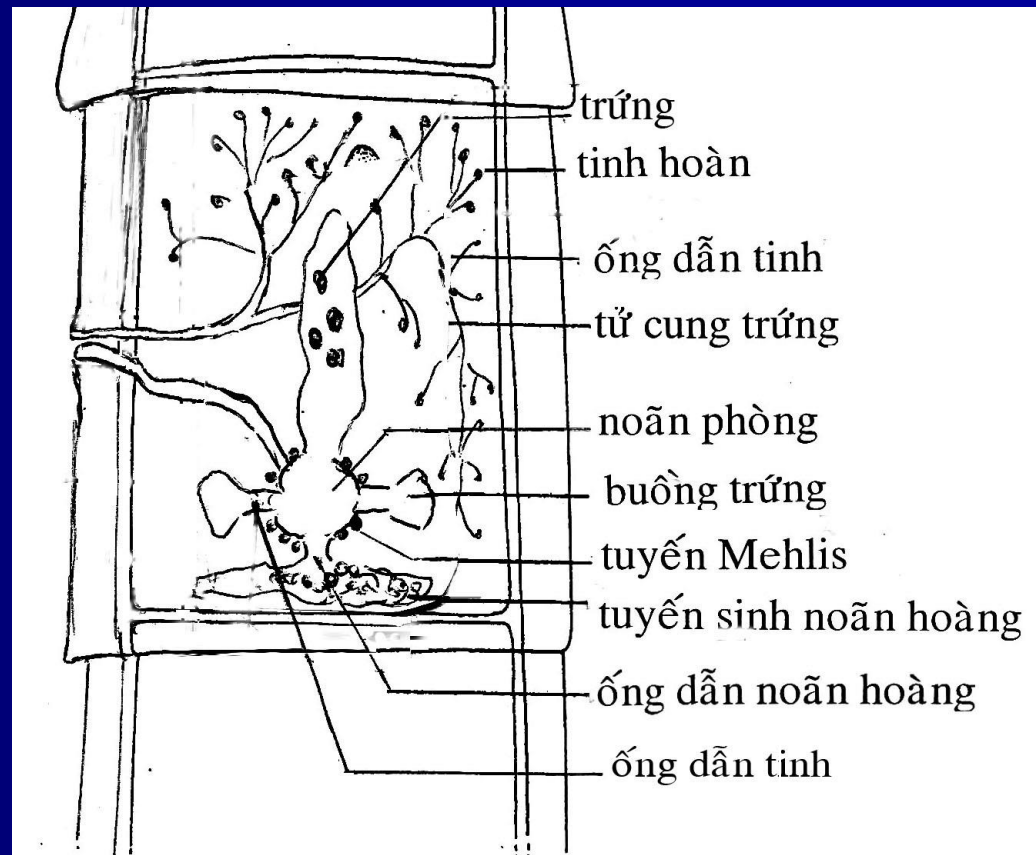 trứng
tinh hoàn
ống dẫn tinh
tử cung trứng
noãn phòng
buồng trứng
tuyến Mehlis
tuyến sinh noãn hoàng
ống dẫn noãn hoàng
ống dẫn tinh